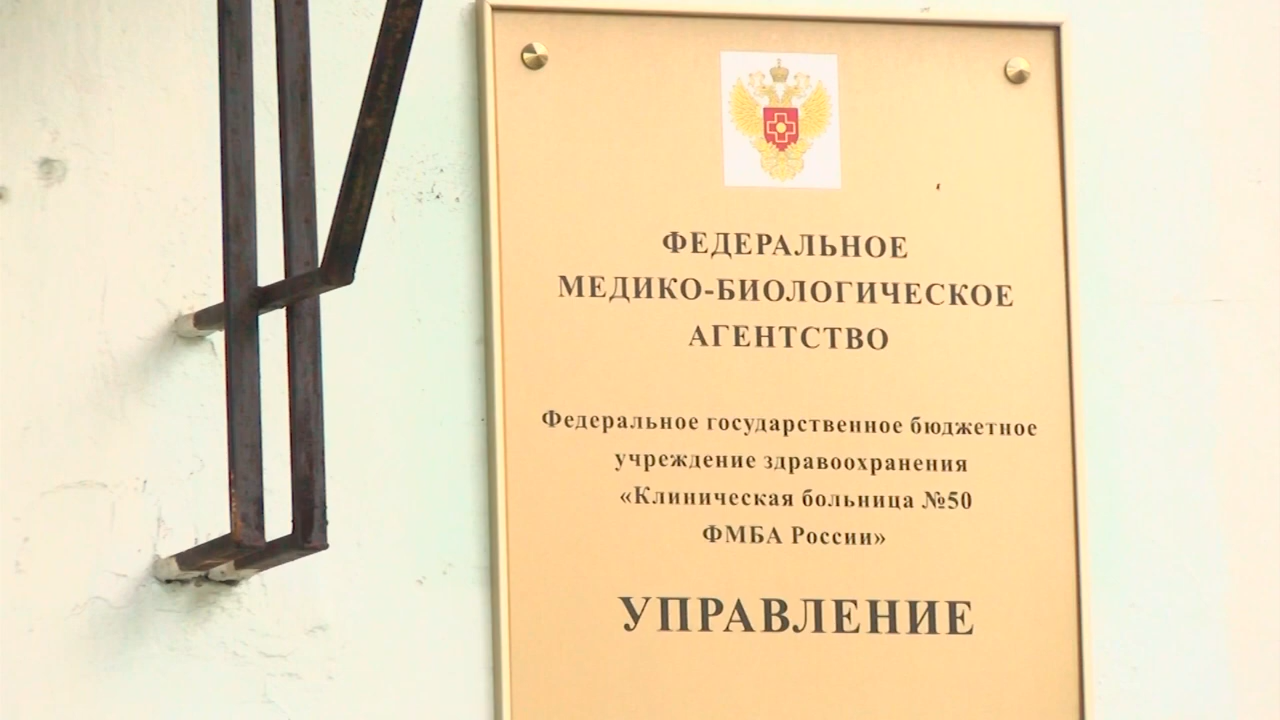 ФЕДЕРАЛЬНОЕ
МЕДИКО-БИОЛОГИЧЕСКОЕ
АГЕНТСТВО
Федеральное государственное бюджетное
учреждение здравоохранения
«Клиническая больница №50
ФМБА России»
УПРАВЛЕНИЕ